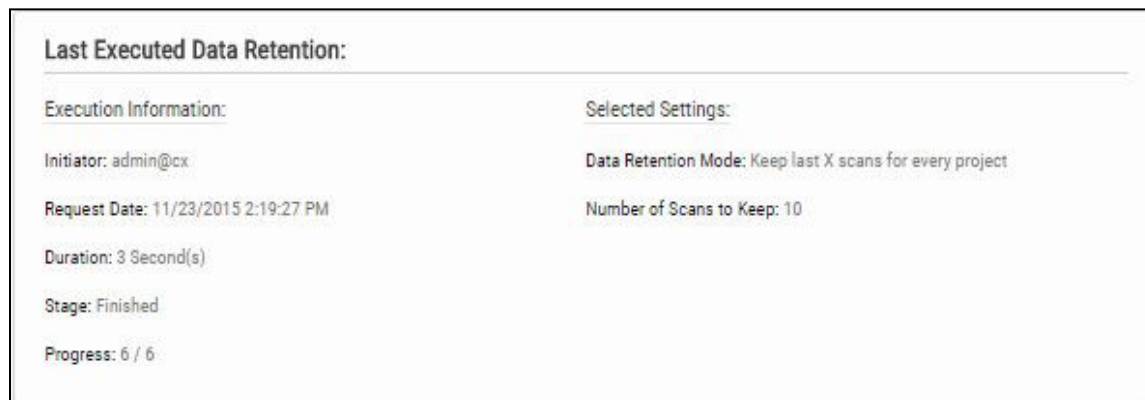 Last Executed Data Retention:
Execution Information:
Initiator: admin@cx
Request Date: 11/23/2015 2:19:27 PM
Duration: 3 Second(s)
Stage: Finished
Progress: 6 / 6
Selected Settings:
Data Retention Mode: Keep last X scans for every project
Number of Scans to Keep: 10